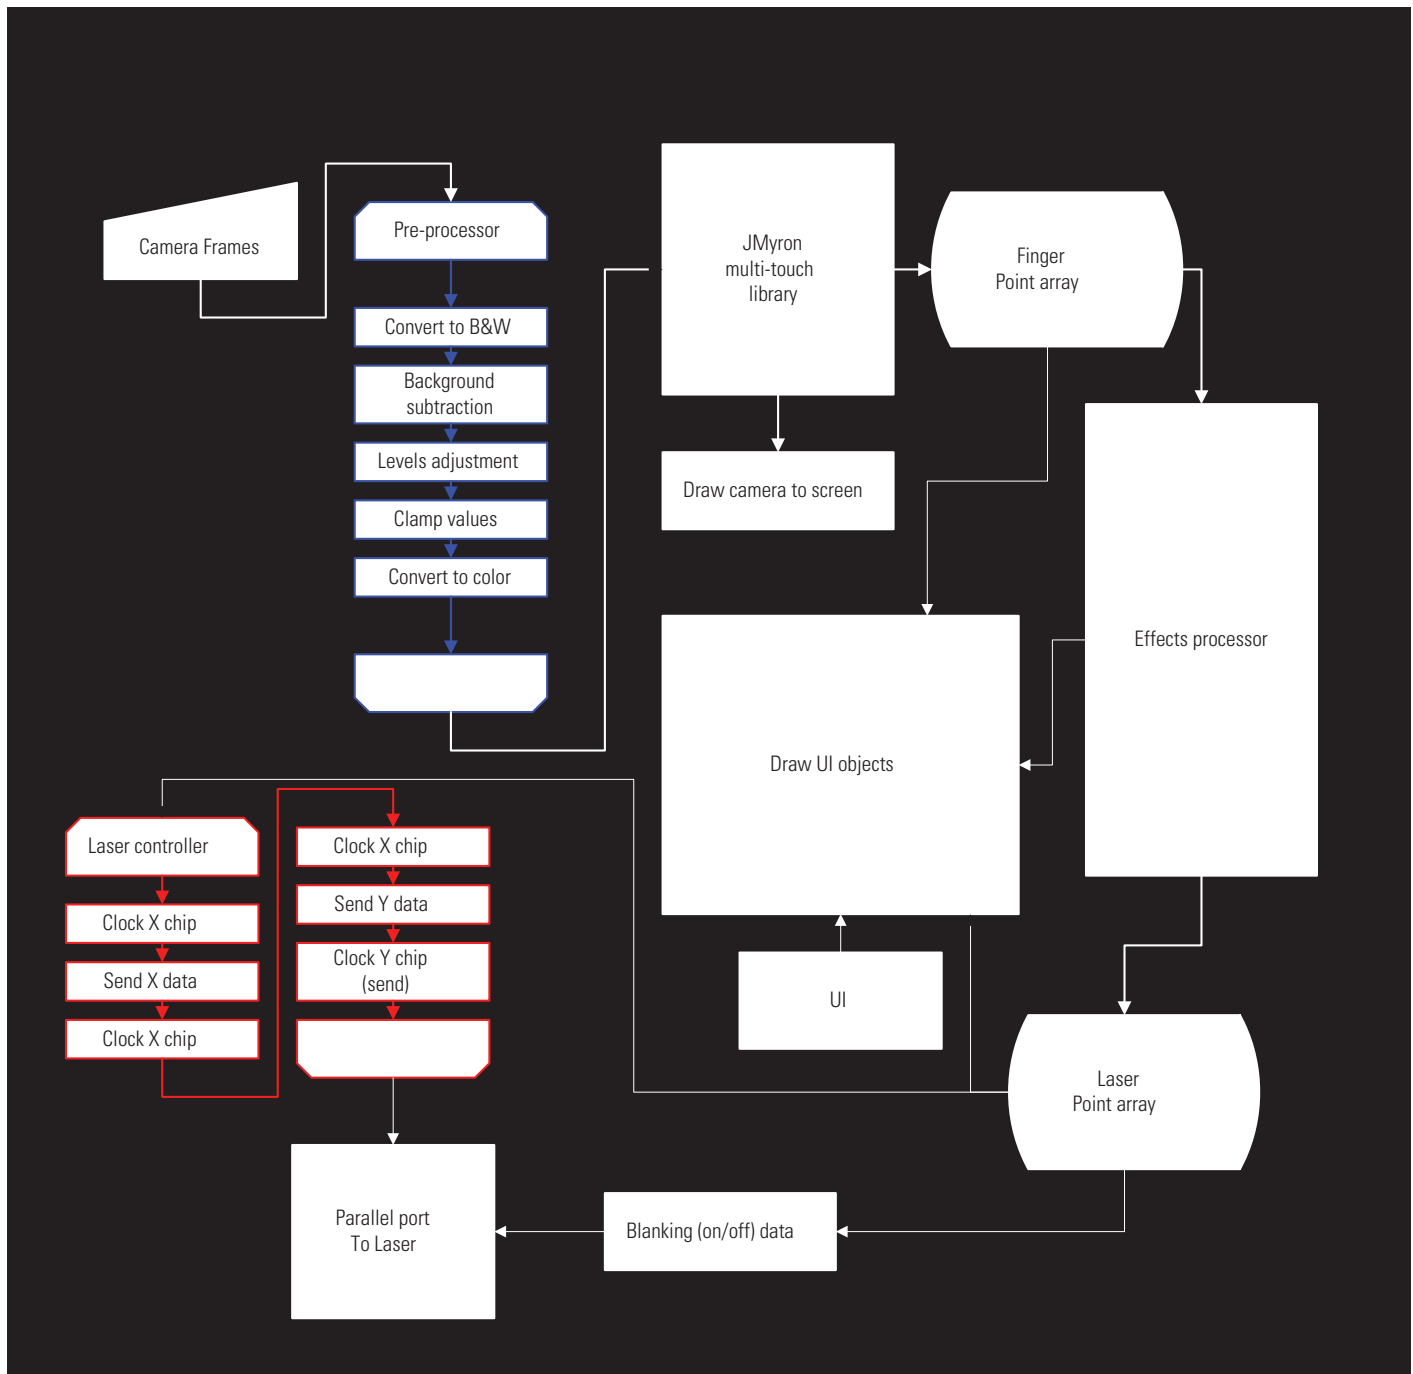 Camera Frames
Pre-processor
Convert to B&W
Background
subtraction
Levels adjustment
Clamp values
Convert to color
JMyron
multi-touch
library
Draw camera to screen
Finger
Point array
Effects processor
Draw UI objects
UI
Laser
Point array
Laser controller
Clock X chip
Send X data
Clock X chip
Clock X chip
Send Y data
Clock Y chip
(send)
Parallel port
To Laser
Blanking (on/off) data